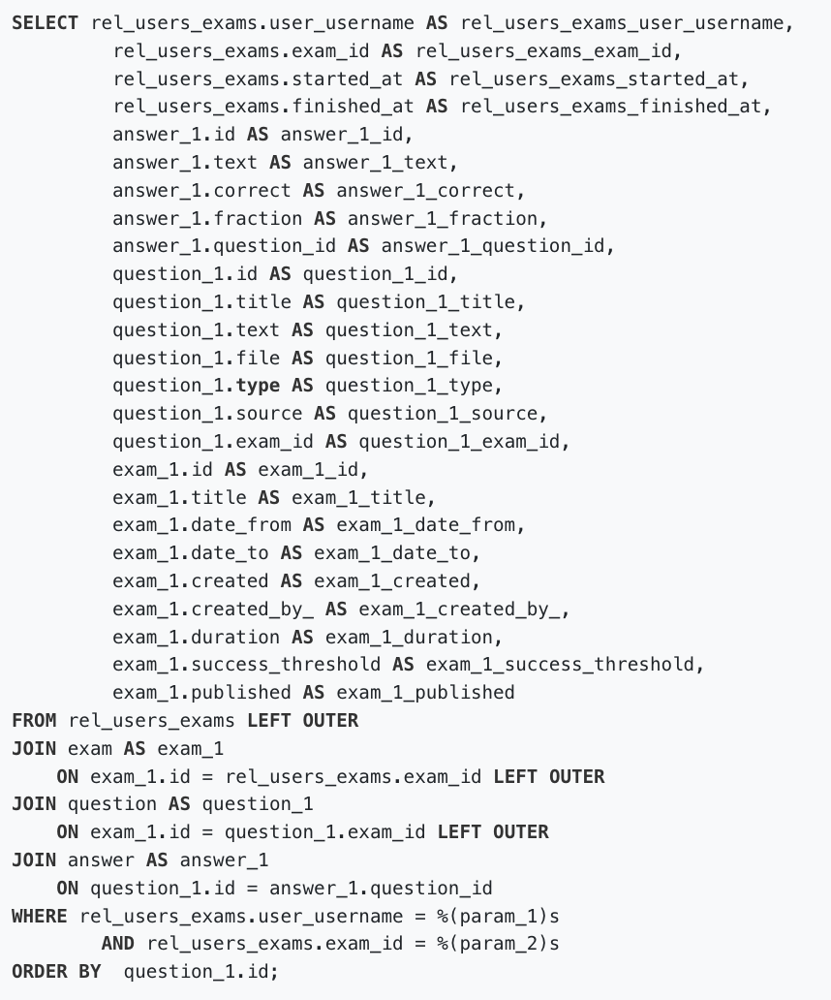 SELECT rel_users_exams.user_username AS rel_users_exams_user_username,
         rel_users_exams.exam_id AS rel_users_exams_exam_id,
         rel_users_exams.started_at AS rel_users_exams_started_at,
         rel_users_exams.finished_at AS rel_users_exams_finished_at,
         answer_1.id AS answer_1_id,
         answer_1.text AS answer_1_text,
         answer_1.correct AS answer_1_correct,
         answer_1.fraction AS answer_1_fraction,
         answer_1.question_id AS answer_1_question_id,
         question_1.id AS question_1_id,
         question_1.title AS question_1_title,
         question_1.text AS question_1_text,
         question_1.file AS question_1_file,
         question_1.type AS question_1_type,
         question_1.source AS question_1_source,
         question_1.exam_id AS question_1_exam_id,
         exam_1.id AS exam_1_id,
         exam_1.title AS exam_1_title,
         exam_1.date_from AS exam_1_date_from,
         exam_1.date_to AS exam_1_date_to,
         exam_1.created AS exam_1_created,
         exam_1.created_by_ AS exam_1_created_by_,
         exam_1.duration AS exam_1_duration,
         exam_1.success_threshold AS exam_1_success_threshold,
         exam_1.published AS exam_1_published
FROM rel_users_exams LEFT OUTER
JOIN exam AS exam_1
    ON exam_1.id = rel_users_exams.exam_id LEFT OUTER
JOIN question AS question_1
    ON exam_1.id = question_1.exam_id LEFT OUTER
JOIN answer AS answer_1
    ON question_1.id = answer_1.question_id
WHERE rel_users_exams.user_username = %(param_1)s
        AND rel_users_exams.exam_id = %(param_2)s
ORDER BY  question_1.id;